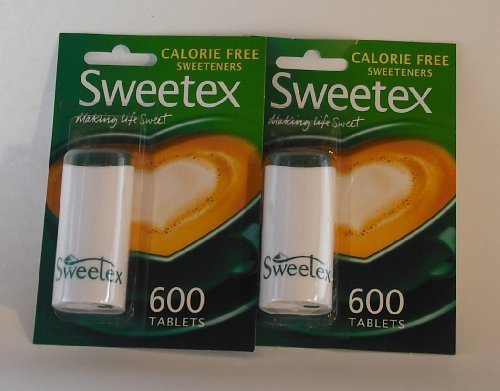 CALORIE FREE
SWEETENERS
Sweetex
Making life Sweet
Sweetex
600
TABLETS
CALORIE FREE
SWEETENERS
Sweetex
Making life Sweet
Sweetex
600
TABLETS